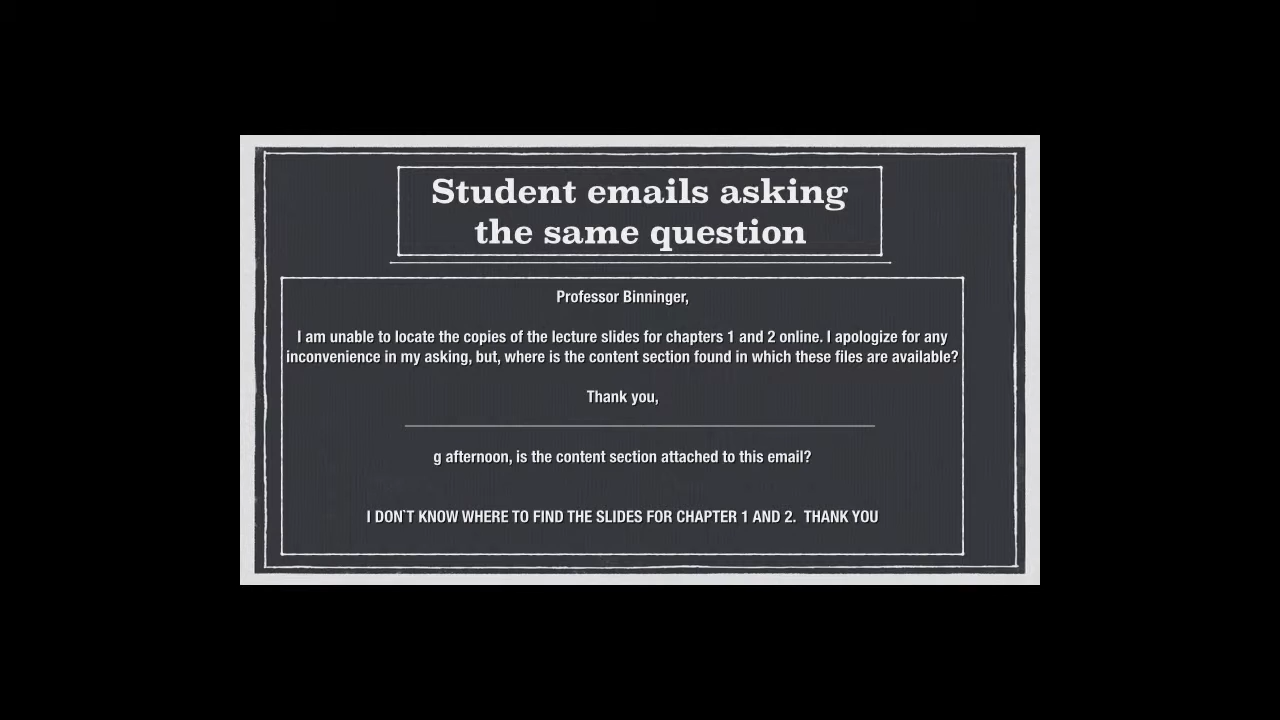 Student emails asking
the same question
Professor Binninger,
I am unable to locate the copies of the lecture slides for chapters 1 and 2 online. I apologize for any
inconvenience in my asking, but, where is the content section found in which these files are available?
Thank you,
g afternoon, is the content section attached to this email?
I DON`T KNOW WHERE TO FIND THE SLIDES FOR CHAPTER 1 AND 2.  THANK YOU